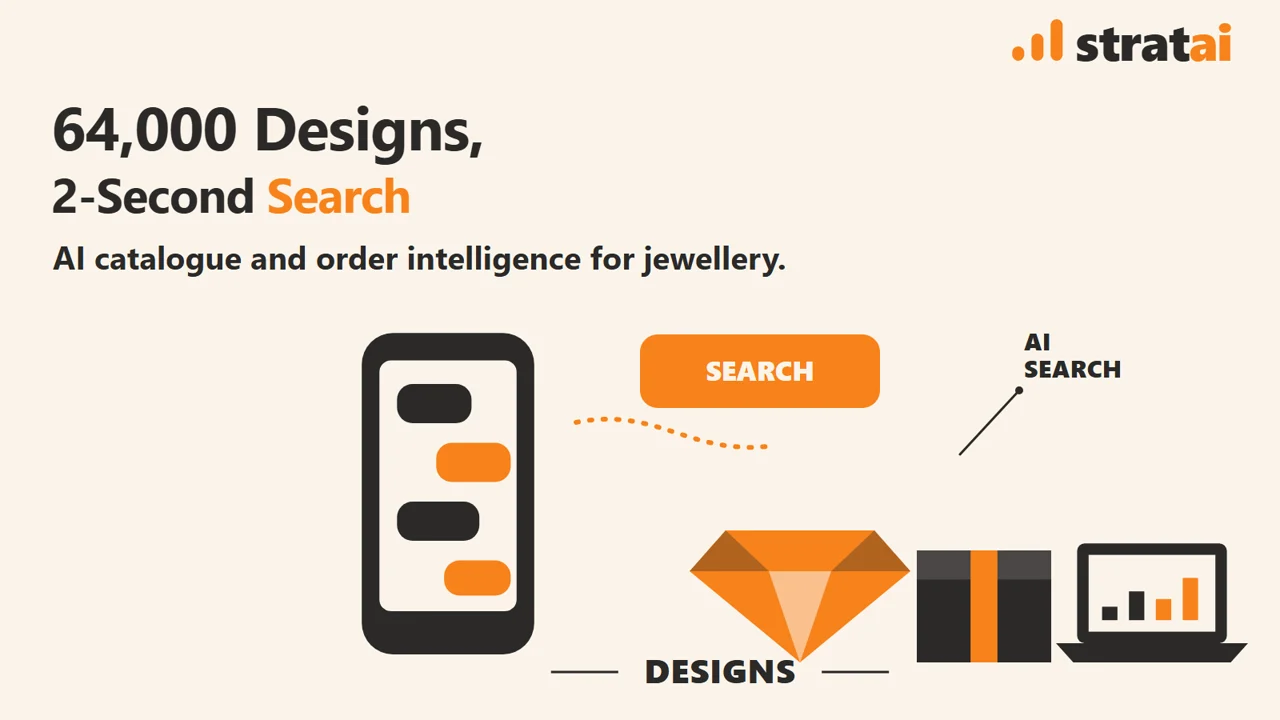 stratai
64,000 Designs,
2-Second Search
AI catalogue and order intelligence for jewellery.
SEARCH
AI
SEARCH
DESIGNS